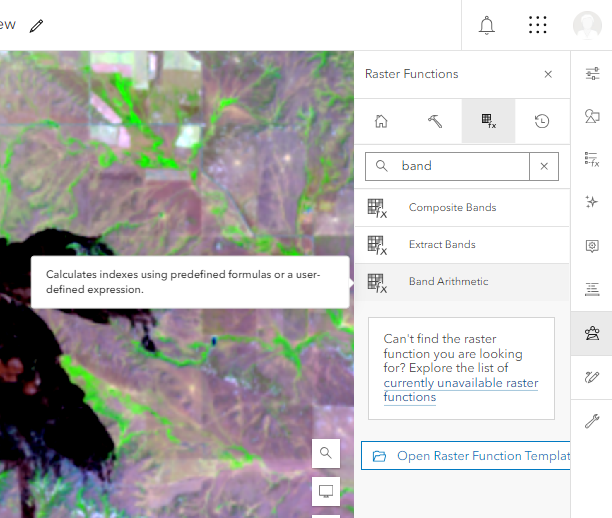 ew
Raster Functions
band
Composite Bands
Extract Bands
Calculates indexes using predefined formulas or a user-
defined expression.
Band Arithmetic
Can't find the raster
function you are looking
for? Explore the list of
currently unavailable raster
functions
Open Raster Function Templat